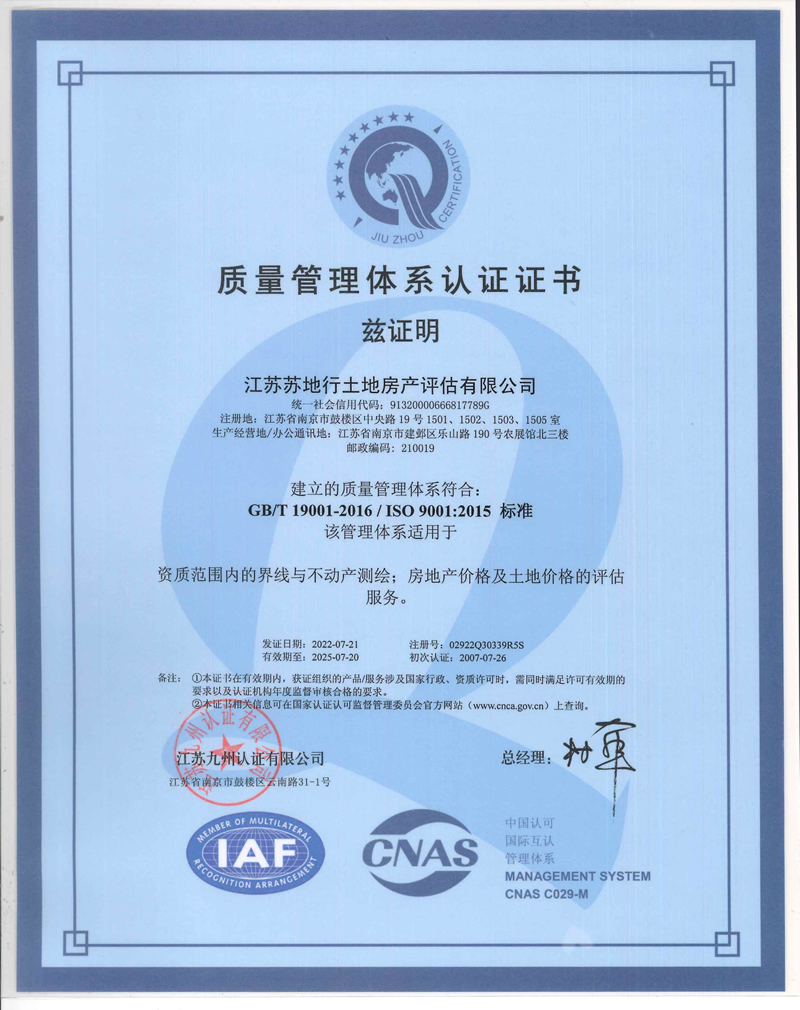 JIU ZHOU CERTIFICATION
质量管理体系认证证书
兹证明
江苏苏地行土地房产评估有限公司
统一社会信用代码：91320000666817789G
注册地：江苏省南京市鼓楼区中央路 19 号 1501、1502、1503、1505 室
生产经营地/办公通讯地：江苏省南京市建邺区乐山路 190 号农展馆北三楼
邮政编码: 210019
建立的质量管理体系符合：
GB/T 19001-2016 / ISO 9001:2015 标准
该管理体系适用于
资质范围内的界线与不动产测绘；房地产价格及土地价格的评估
服务。
发证日期：2022-07-21 注册号：02922Q30339R5S
有效期至：2025-07-20 初次认证：2007-07-26
备注：①本证书在有效期内，获证组织的产品/服务涉及国家行政、资质许可时，需同时满足许可有效期的
要求以及认证机构年度监督审核合格的要求。
②本证书相关信息可在国家认证认可监督管理委员会官方网站（www.cnca.gov.cn）上查询。
江苏九州认证有限公司
江苏九州认证有限公司 总经理：
江苏省南京市鼓楼区云南路31-1号
MEMBER OF MULTILATERAL
IAF
RECOGNITION ARRANGEMENT
CNAS
中国认可
国际互认
管理体系
MANAGEMENT SYSTEM
CNAS C029-M